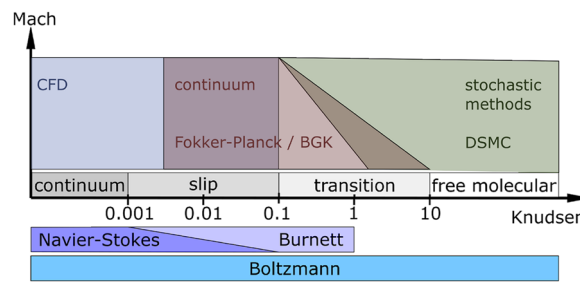 Mach
CFD
continuum
stochastic
methods
Fokker-Planck / BGK
DSMC
continuum
slip
transition
free molecular
0.001
0.01
0.1
1
10
Knudsen
Navier-Stokes
Burnett
Boltzmann